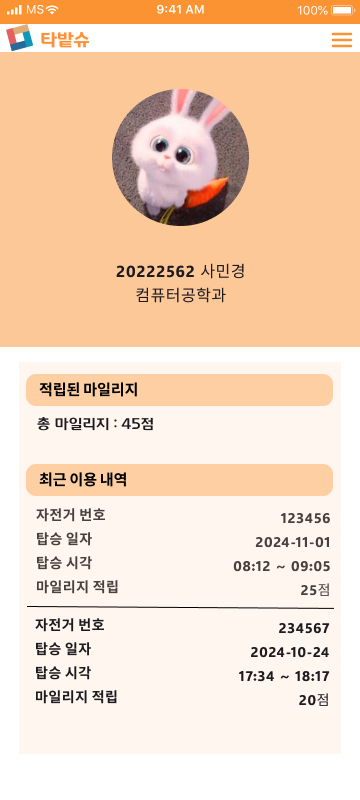 MS 9:41 AM 100%
타밭슈
20222562 사민경
컴퓨터공학과
적립된 마일리지
총 마일리지 : 45점
최근 이용 내역
자전거 번호 123456
탑승 일자 2024-11-01
탑승 시각 08:12 ~ 09:05
마일리지 적립 25점
자전거 번호 234567
탑승 일자 2024-10-24
탑승 시각 17:34 ~ 18:17
마일리지 적립 20점